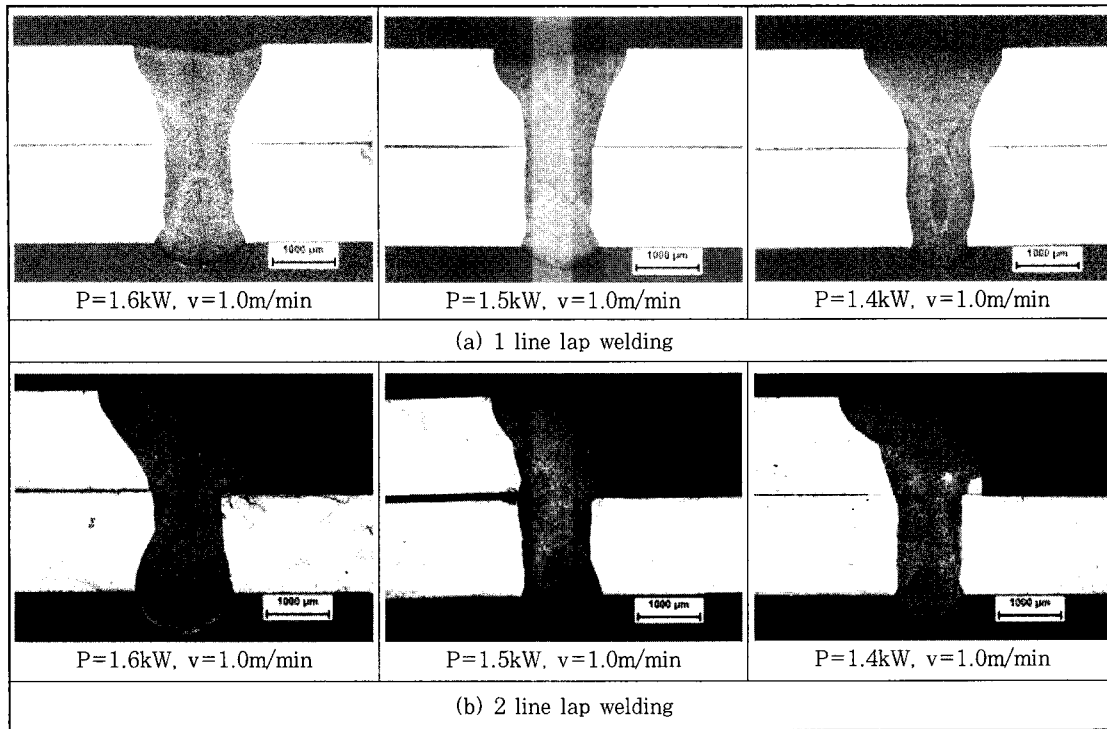 1000 μm
1000 μm
1000 μm
P=1.6kW, v=1.0m/min
P=1.5kW, v=1.0m/min
P=1.4kW, v=1.0m/min
(a) 1 line lap welding
1000 μm
1000 μm
1000 μm
P=1.6kW, v=1.0m/min
P=1.5kW, v=1.0m/min
P=1.4kW, v=1.0m/min
(b) 2 line lap welding